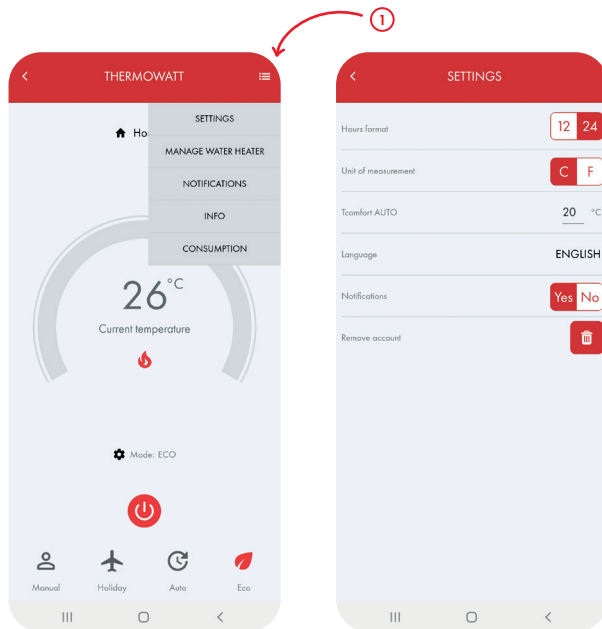 1
THERMOWATT
Ho
SETTINGS
MANAGE WATER HEATER
NOTIFICATIONS
INFO
CONSUMPTION
26°C
Current temperature
Mode: ECO
Manual Holiday Auto Eco
SETTINGS
Hours format 12 24
Unit of measurement C F
Tcomfort AUTO 20 °C
Language ENGLISH
Notifications Yes No
Remove account